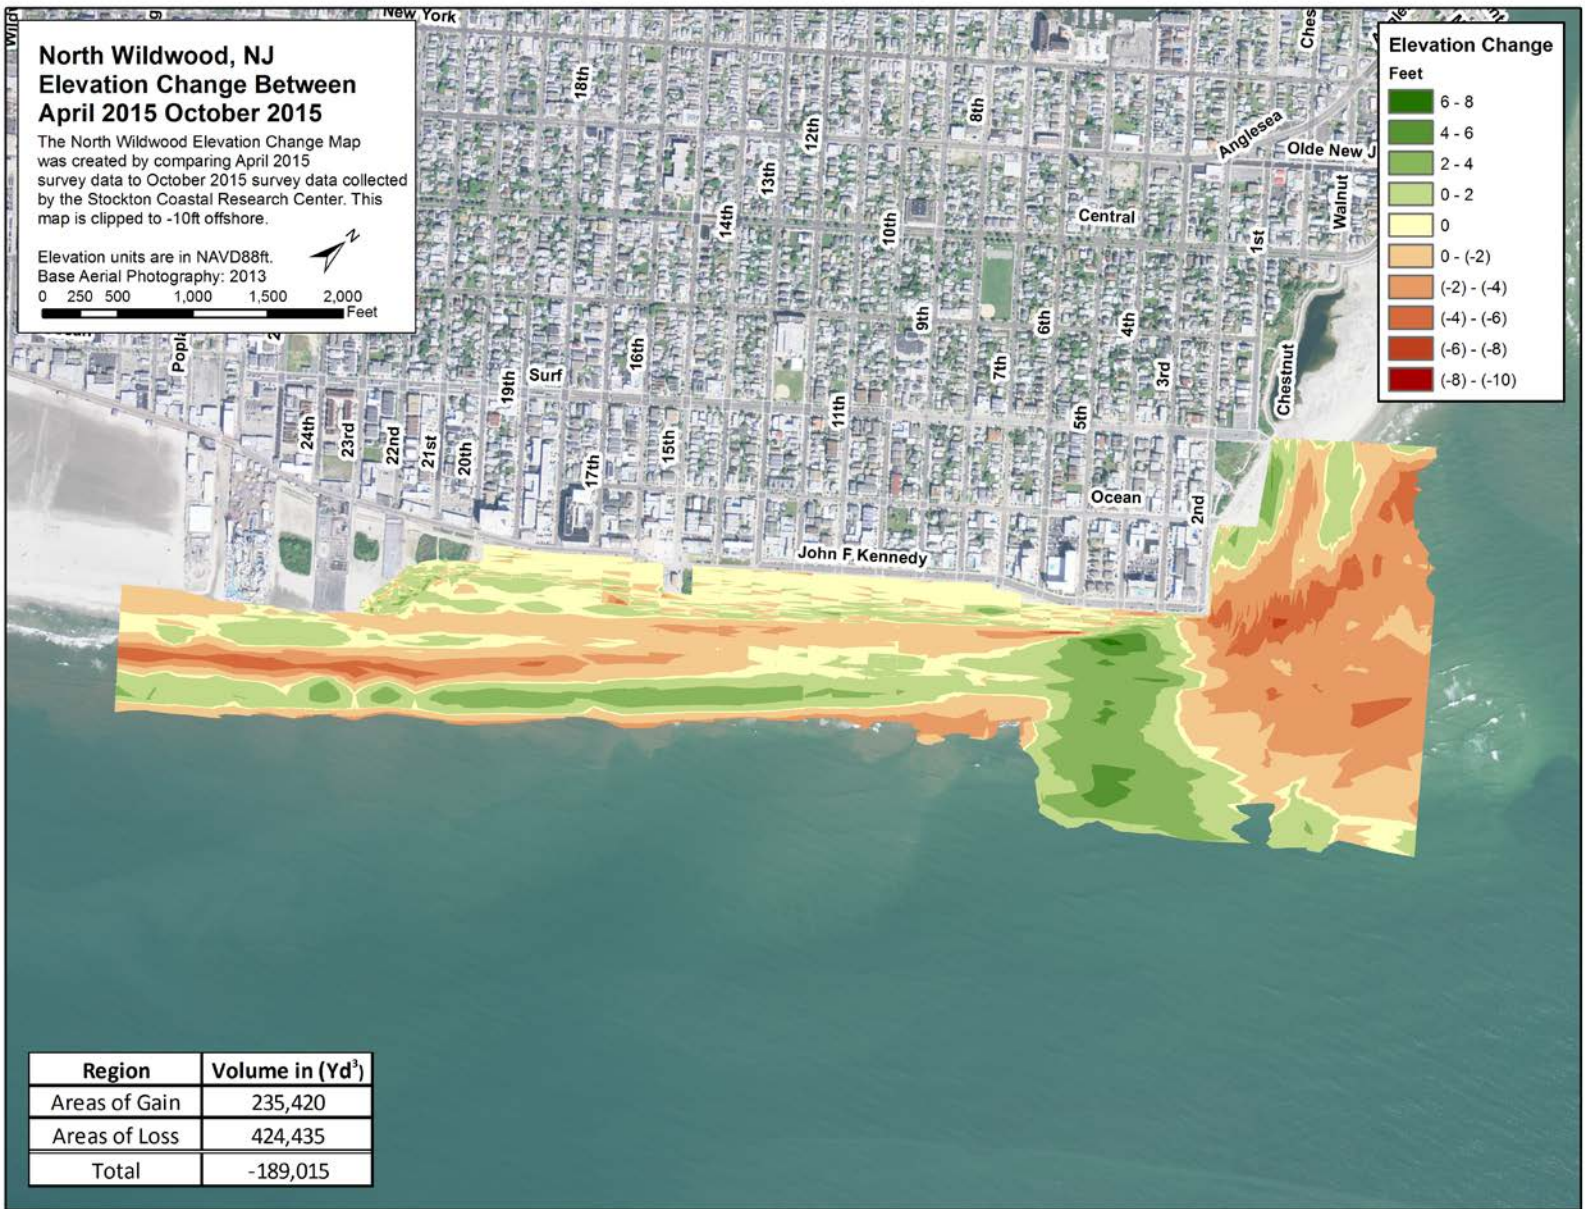 New York
North Wildwood, NJ
Elevation Change Between
April 2015 October 2015
The North Wildwood Elevation Change Map
was created by comparing April 2015
survey data to October 2015 survey data collected
by the Stockton Coastal Research Center. This
map is clipped to -10ft offshore.
N
Elevation units are in NAVD88ft.
Base Aerial Photography: 2013
0 250 500 1,000 1,500 2,000
Feet
Elevation Change
Feet
6 - 8
4 - 6
2 - 4
0 - 2
0
0 - (-2)
(-2) - (-4)
(-4) - (-6)
(-6) - (-8)
(-8) - (-10)
18th
12th
8th
Anglesea
Olde New J
13th
Walnut
14th
10th
Central
1st
9th
6th
4th
16th
7th
3rd
Chestnut
19th
Surf
11th
5th
24th
23rd
22nd
21st
20th
17th
15th
Ocean
2nd
John F Kennedy
Region Volume in (Yd³)
Areas of Gain 235,420
Areas of Loss 424,435
Total -189,015